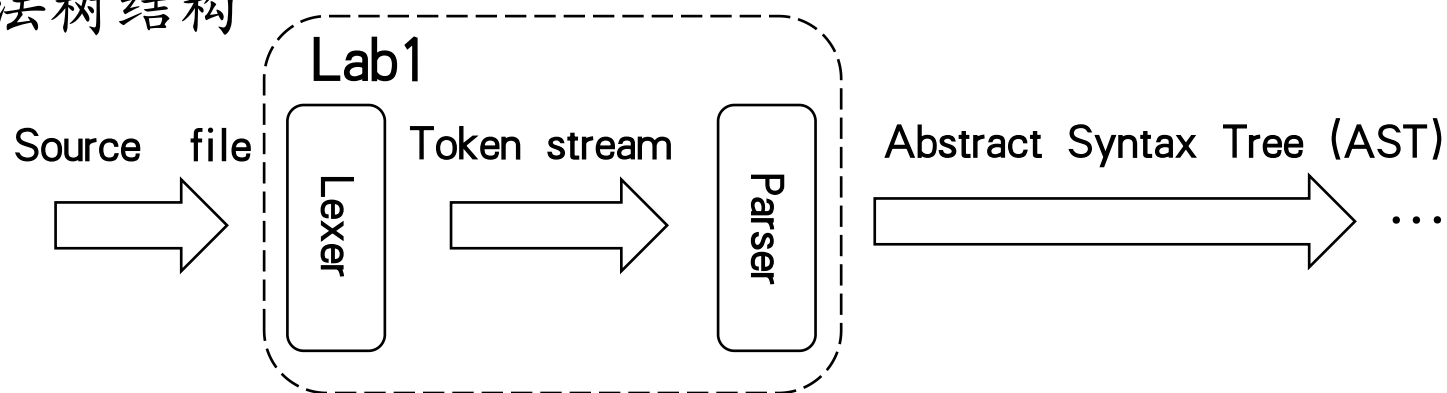 法树结构
Lab1
Source file
Lexer
Token stream
Parser
Abstract Syntax Tree (AST)
...